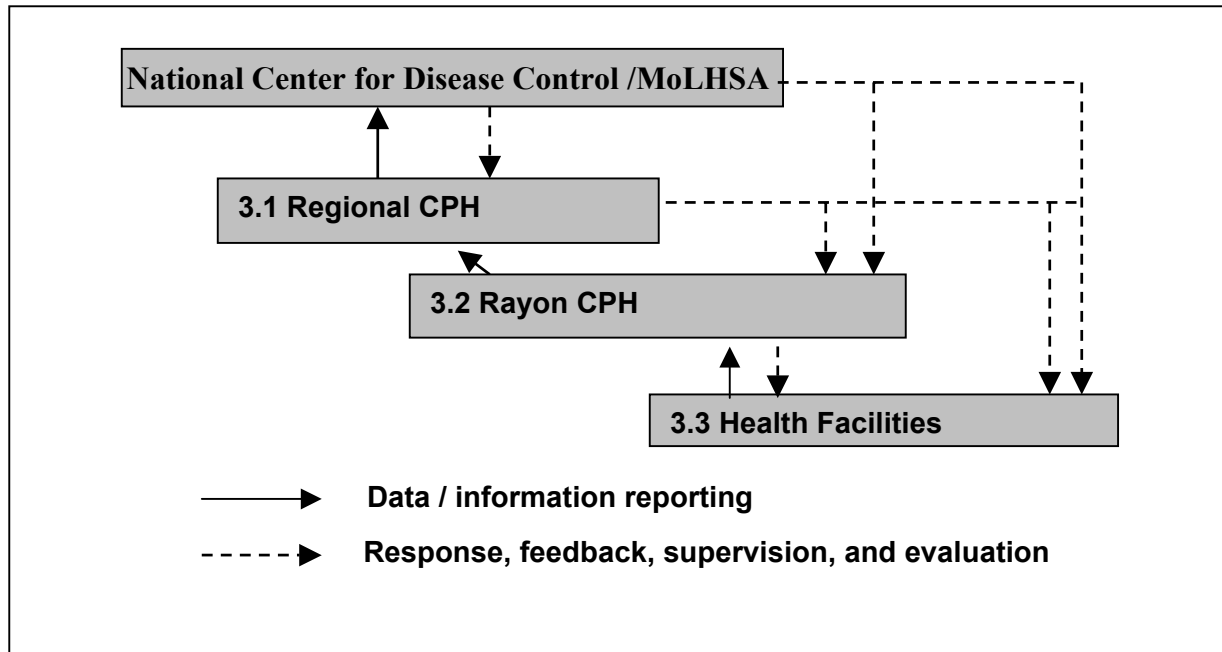 National Center for Disease Control /MoLHSA
3.1 Regional CPH
3.2 Rayon CPH
3.3 Health Facilities
Data / information reporting
Response, feedback, supervision, and evaluation